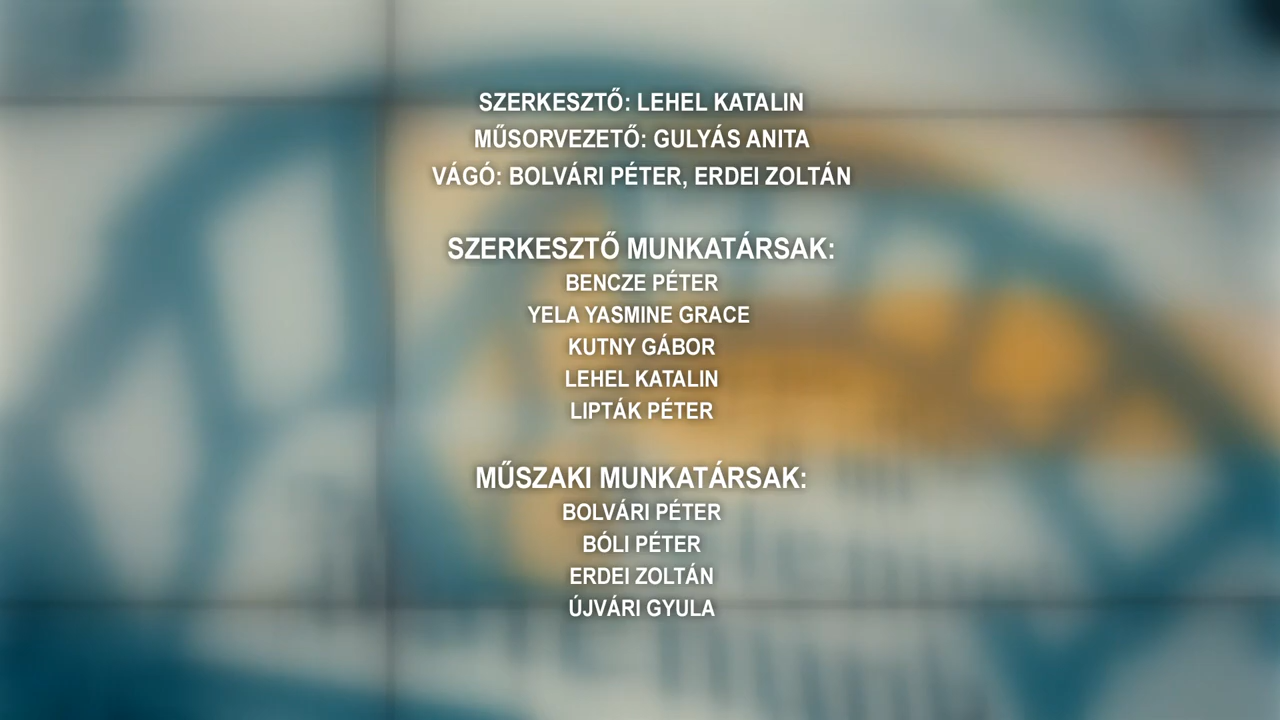 SZERKESZTŐ: LEHEL KATALIN
MŰSORVEZETŐ: GULYÁS ANITA
VÁGÓ: BOLVÁRI PÉTER, ERDEI ZOLTÁN
SZERKESZTŐ MUNKATÁRSAK:
BENCZE PÉTER
YELA YASMINE GRACE
KUTNY GÁBOR
LEHEL KATALIN
LIPTÁK PÉTER
MŰSZAKI MUNKATÁRSAK:
BOLVÁRI PÉTER
BÓLI PÉTER
ERDEI ZOLTÁN
ÚJVÁRI GYULA